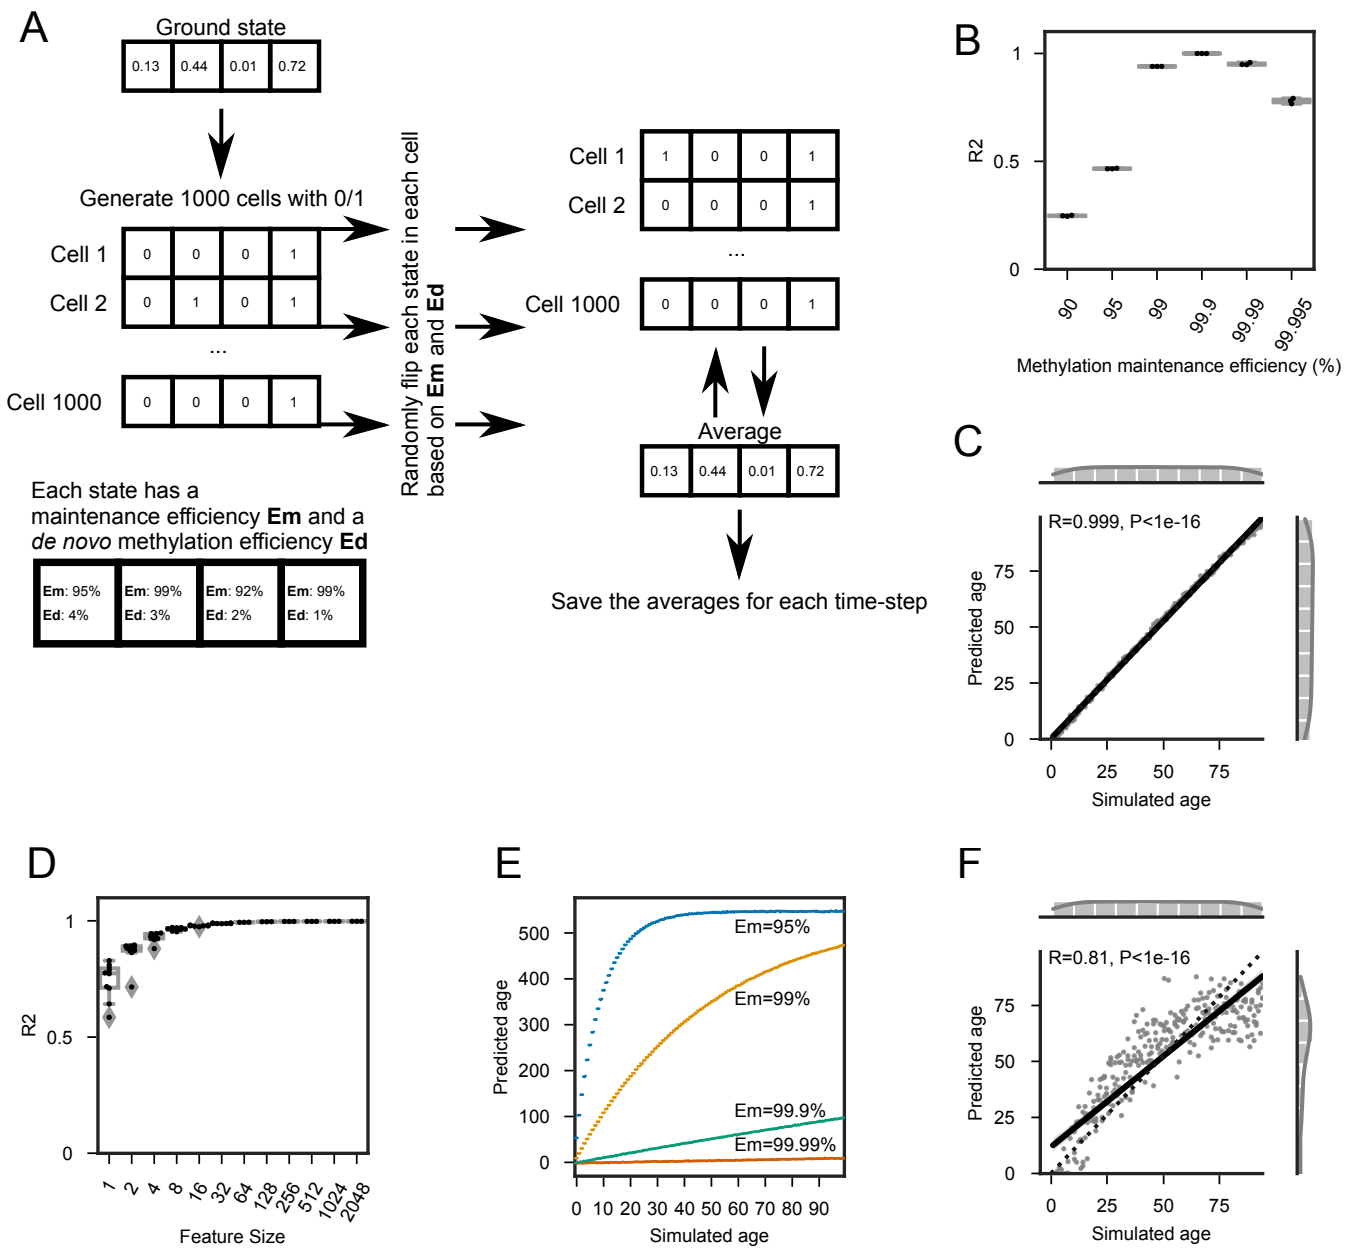 A
Ground state
0.13 0.44 0.01 0.72
Generate 1000 cells with 0/1
Cell 1 0 0 0 1
Cell 2 0 1 0 1
...
Cell 1000 0 0 0 1
Each state has a
maintenance efficiency Em and a
de novo methylation efficiency Ed
Em: 95% Em: 99% Em: 92% Em: 99%
Ed: 4% Ed: 3% Ed: 2% Ed: 1%
Randomly flip each state in each cell
based on Em and Ed
Cell 1 1 0 0 1
Cell 2 0 0 0 1
...
Cell 1000 0 0 0 1
Average
0.13 0.44 0.01 0.72
Save the averages for each time-step
B
R2
1
0.5
0
90 95 99 99.9 99.99 99.995
Methylation maintenance efficiency (%)
C
R=0.999, P<1e-16
Predicted age
75
50
25
0
0 25 50 75
Simulated age
D
R2
1
0.5
0
1 2 4 8 16 32 64 128 256 512 1024 2048
Feature Size
E
Predicted age
500
400
300
200
100
0
Em=95%
Em=99%
Em=99.9%
Em=99.99%
0 10 20 30 40 50 60 70 80 90
Simulated age
F
R=0.81, P<1e-16
Predicted age
75
50
25
0
0 25 50 75
Simulated age